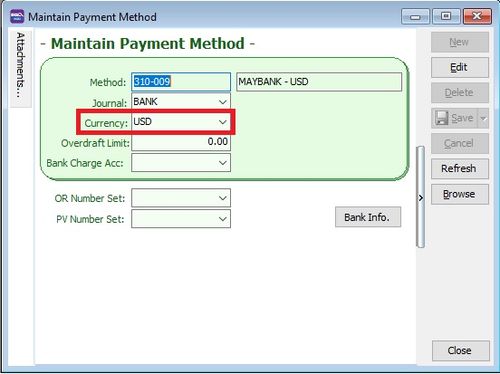 Maintain Payment Method
Attachments...
- Maintain Payment Method -
Method: 310-009 MAYBANK - USD
Journal: BANK
Currency: USD
Overdraft Limit: 0.00
Bank Charge Acc:
OR Number Set:
PV Number Set:
Bank Info.
New
Edit
Delete
Save
Cancel
Refresh
Browse
Close